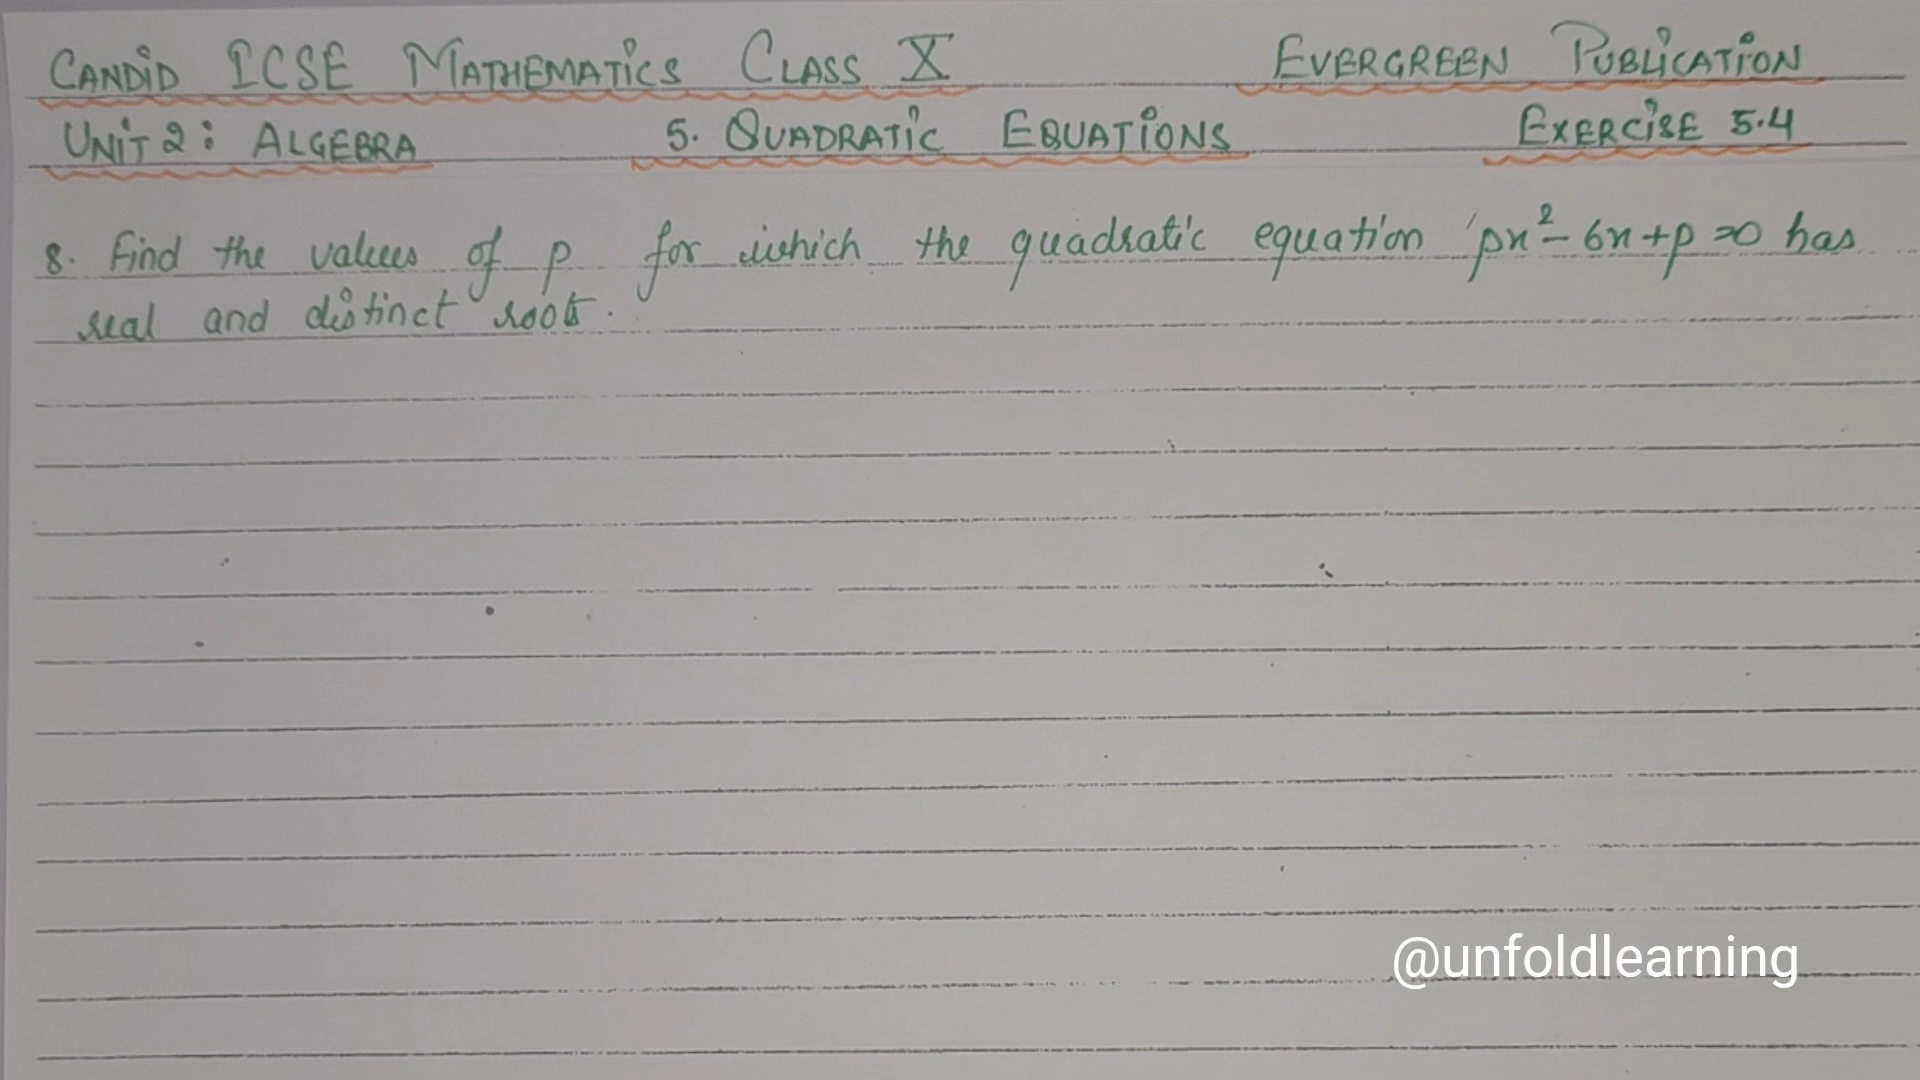 CANDID ICSE MATHEMATICS CLASS X EVERGREEN PUBLICATION
UNIT 2: ALGEBRA 5. QUADRATIC EQUATIONS EXERCISE 5.4
8. Find the values of p for which the quadratic equation px²-6x+p=0 has
real and distinct roots.
@unfoldlearning